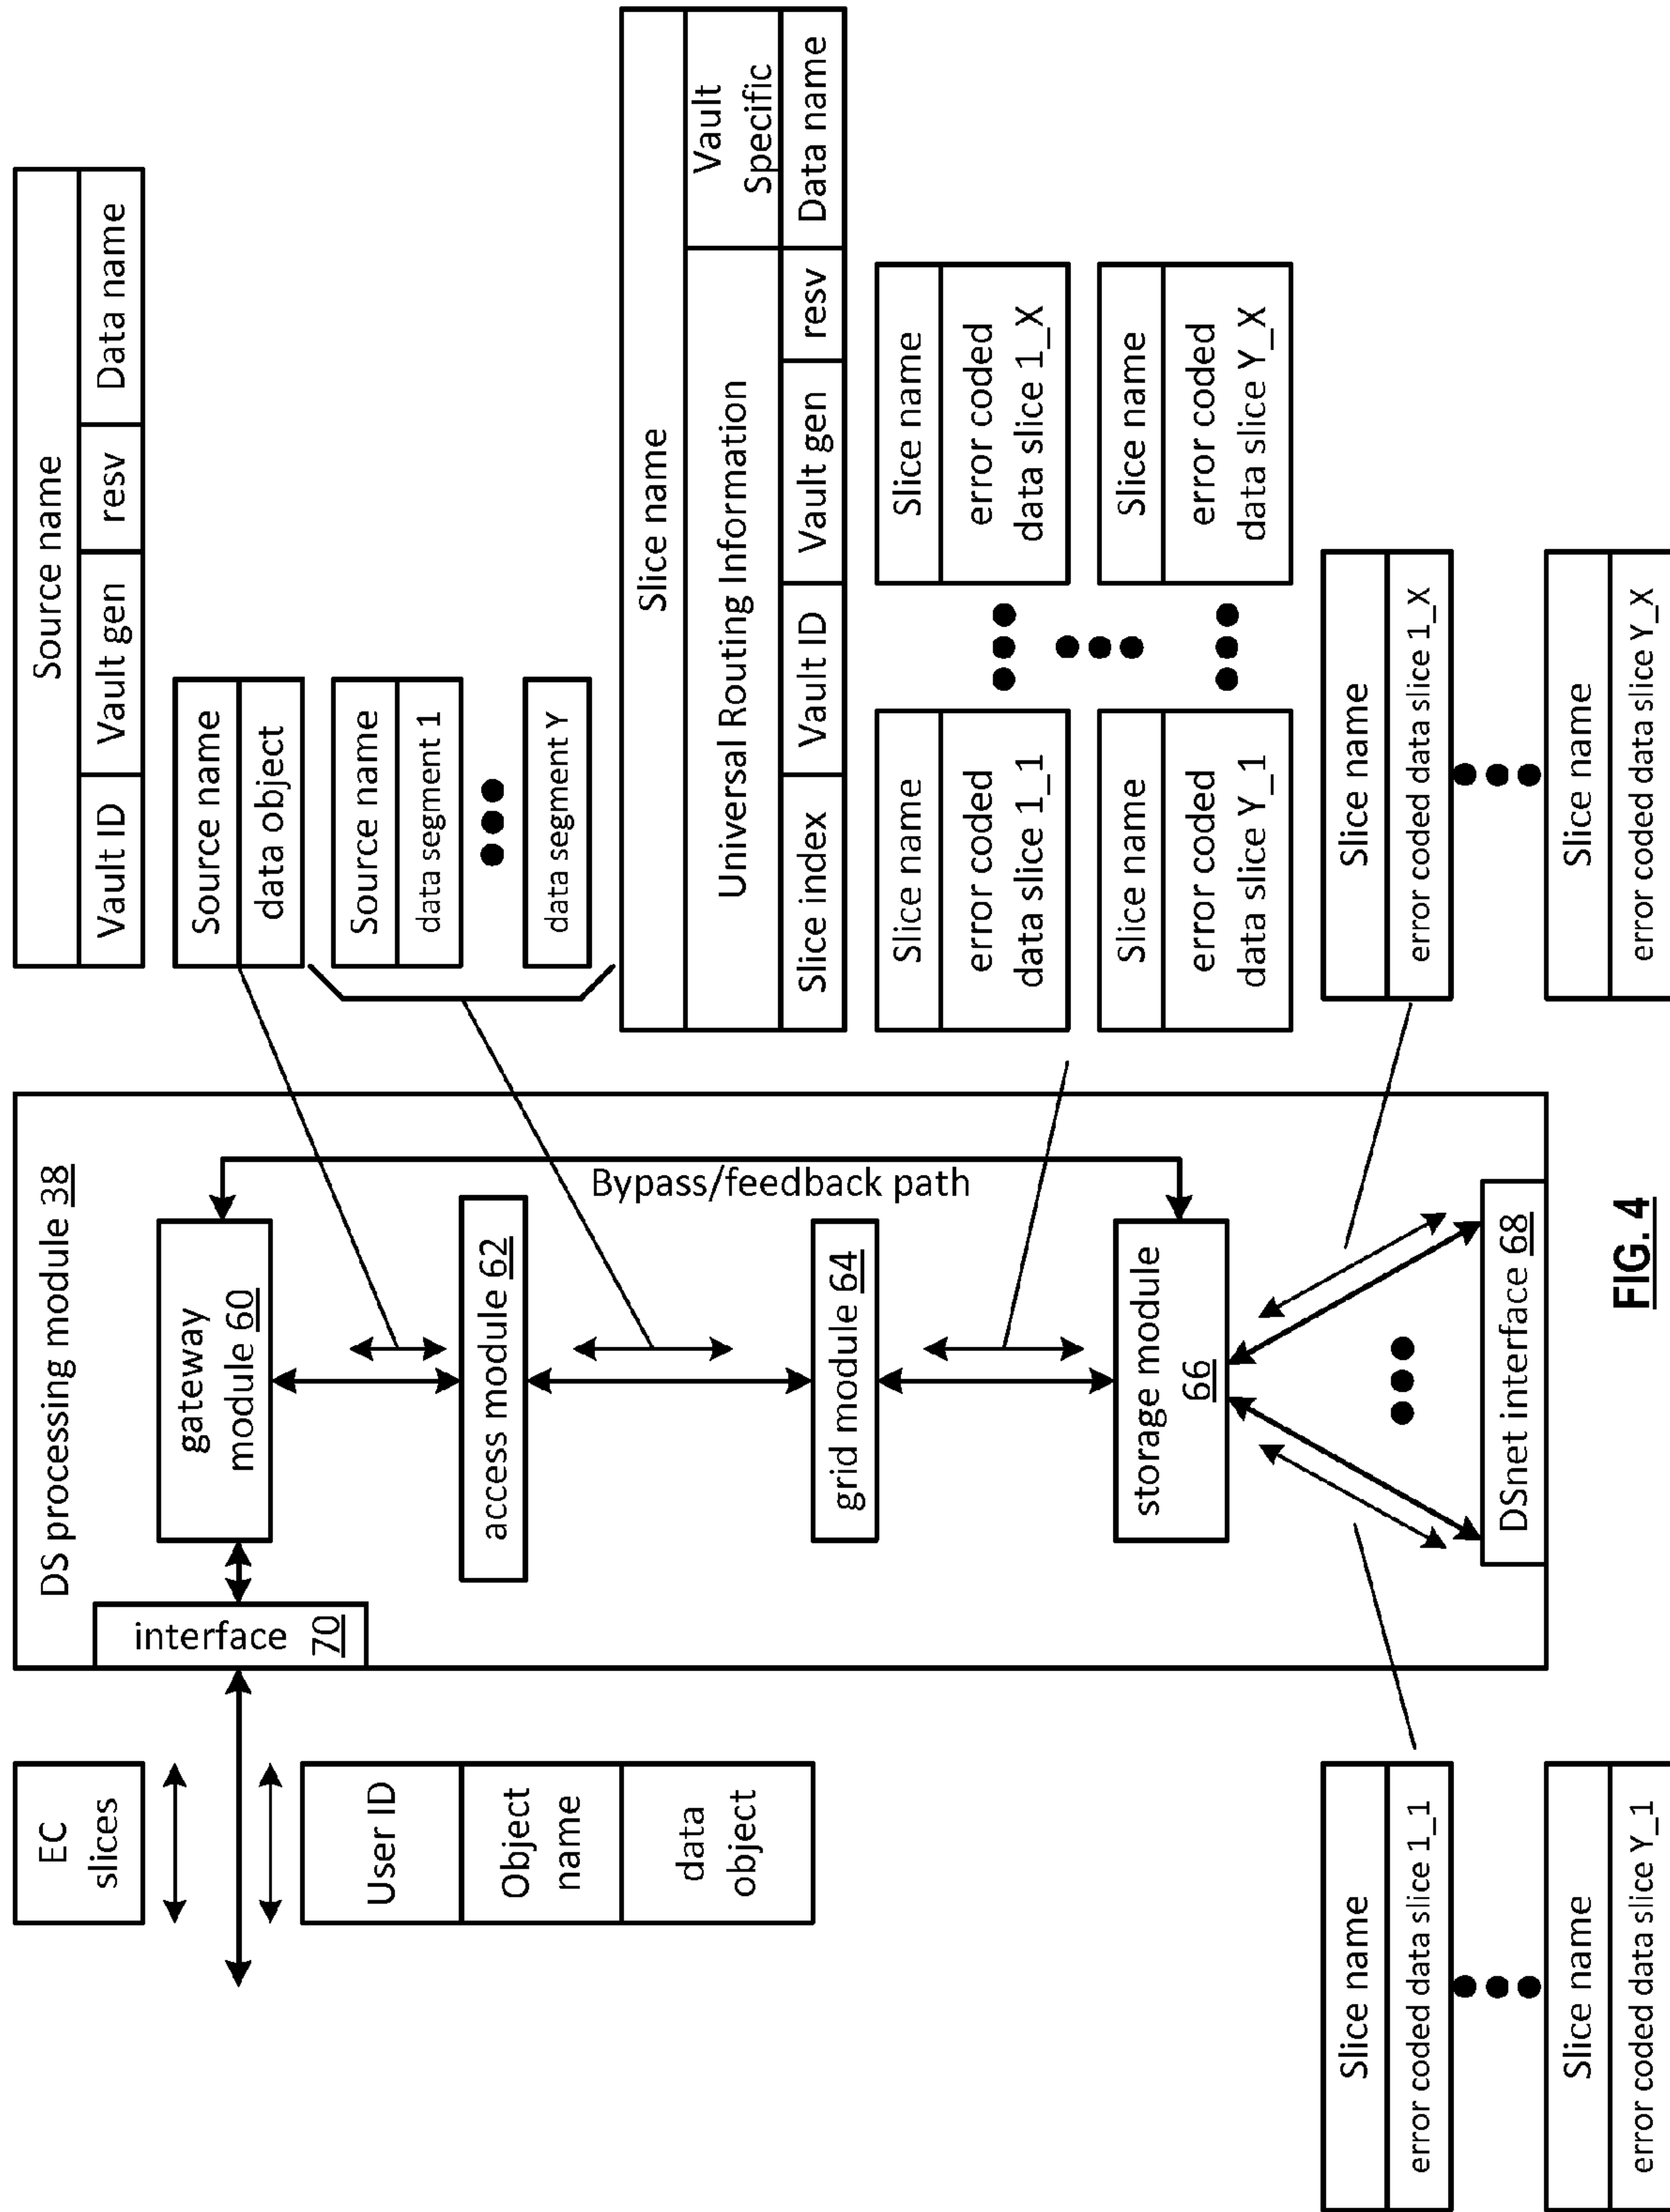 EC
slices
User ID
Object
name
data
object
DS processing module 38
interface 70
gateway
module 60
access module 62
Bypass/feedback path
grid module 64
storage module
66
DSnet interface 68
Source name
Vault ID
Vault gen
resv
Data name
Source name
data object
Source name
data segment 1
data segment Y
Slice name
Universal Routing Information
Vault
Specific
Slice index
Vault ID
Vault gen
resv
Data name
Slice name
error coded
data slice 1_1
Slice name
error coded
data slice 1_X
Slice name
error coded
data slice Y_1
Slice name
error coded
data slice Y_X
Slice name
error coded data slice 1_1
Slice name
error coded data slice Y_1
Slice name
error coded data slice 1_X
Slice name
error coded data slice Y_X
FIG. 4